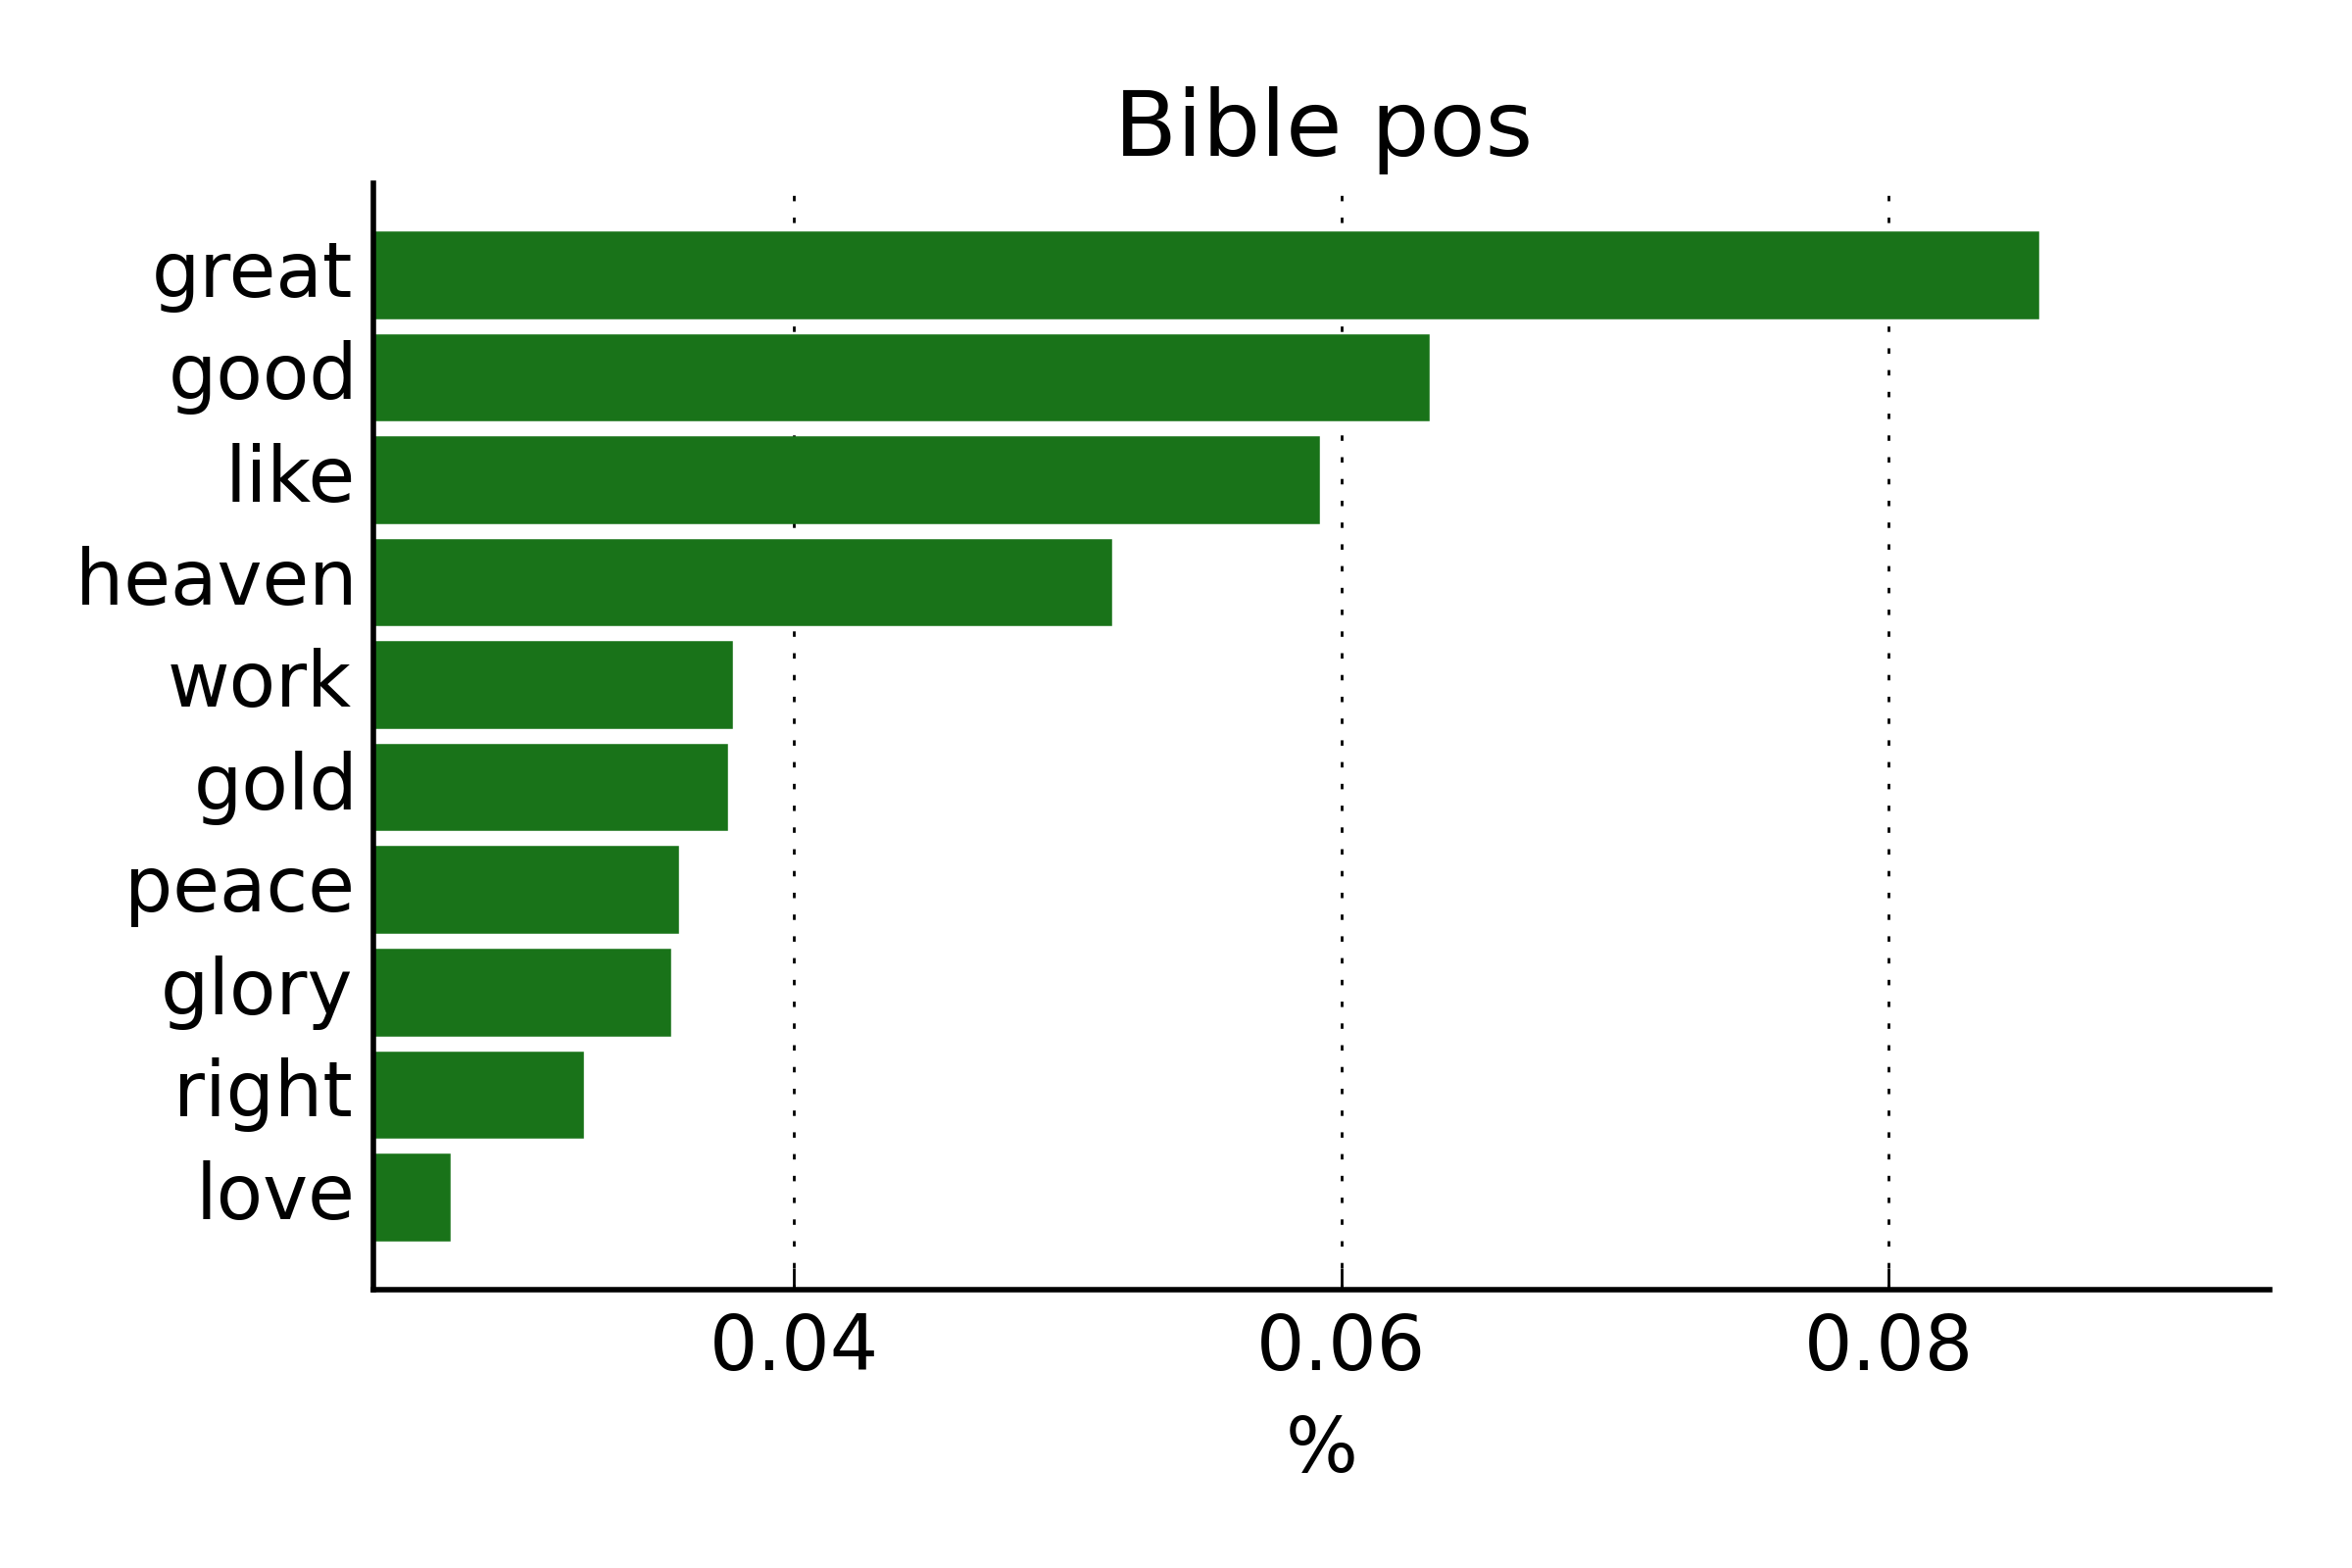 Bible pos
great
good
like
heaven
work
gold
peace
glory
right
love
0.04 0.06 0.08
%